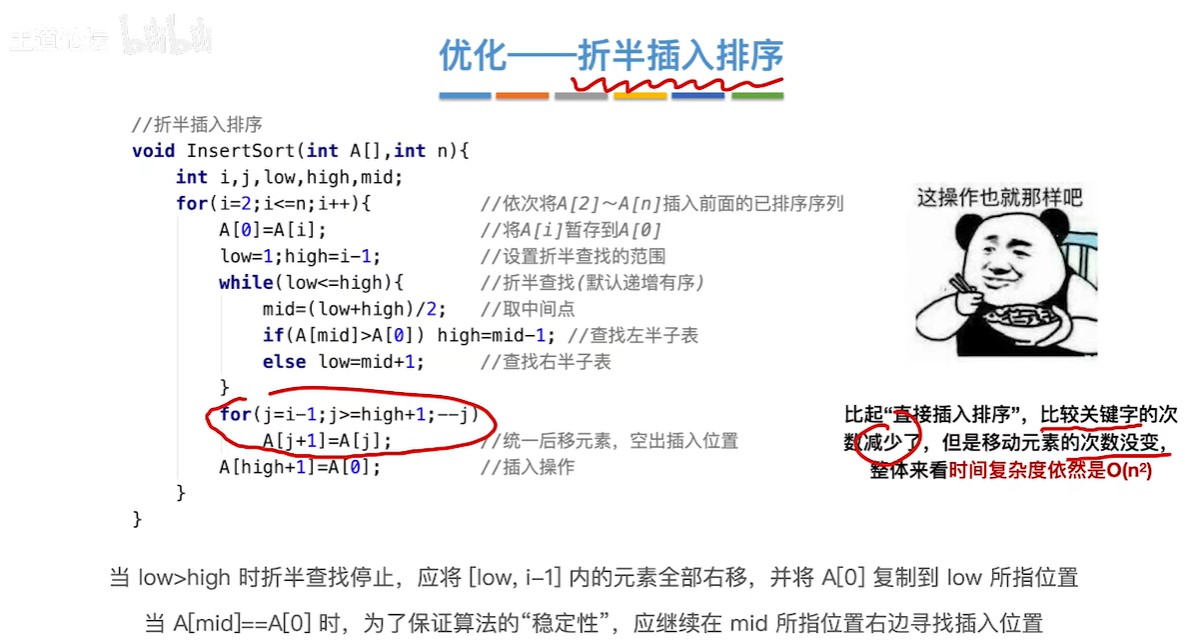 王道论坛 bilibili
优化——折半插入排序
//折半插入排序
void InsertSort(int A[],int n){
int i,j,low,high,mid;
for(i=2;i<=n;i++){ //依次将A[2]～A[n]插入前面的已排序序列
A[0]=A[i]; //将A[i]暂存到A[0]
low=1;high=i-1; //设置折半查找的范围
while(low<=high){ //折半查找(默认递增有序)
mid=(low+high)/2; //取中间点
if(A[mid]>A[0]) high=mid-1; //查找左半子表
else low=mid+1; //查找右半子表
}
for(j=i-1;j>=high+1;--j)
A[j+1]=A[j]; //统一后移元素，空出插入位置
A[high+1]=A[0]; //插入操作
}
}
这操作也就那样吧
比起“直接插入排序”，比较关键字的次
数减少了，但是移动元素的次数没变，
整体来看时间复杂度依然是O(n²)
当 low>high 时折半查找停止，应将 [low, i-1] 内的元素全部右移，并将 A[0] 复制到 low 所指位置
当 A[mid]==A[0] 时，为了保证算法的“稳定性”，应继续在 mid 所指位置右边寻找插入位置